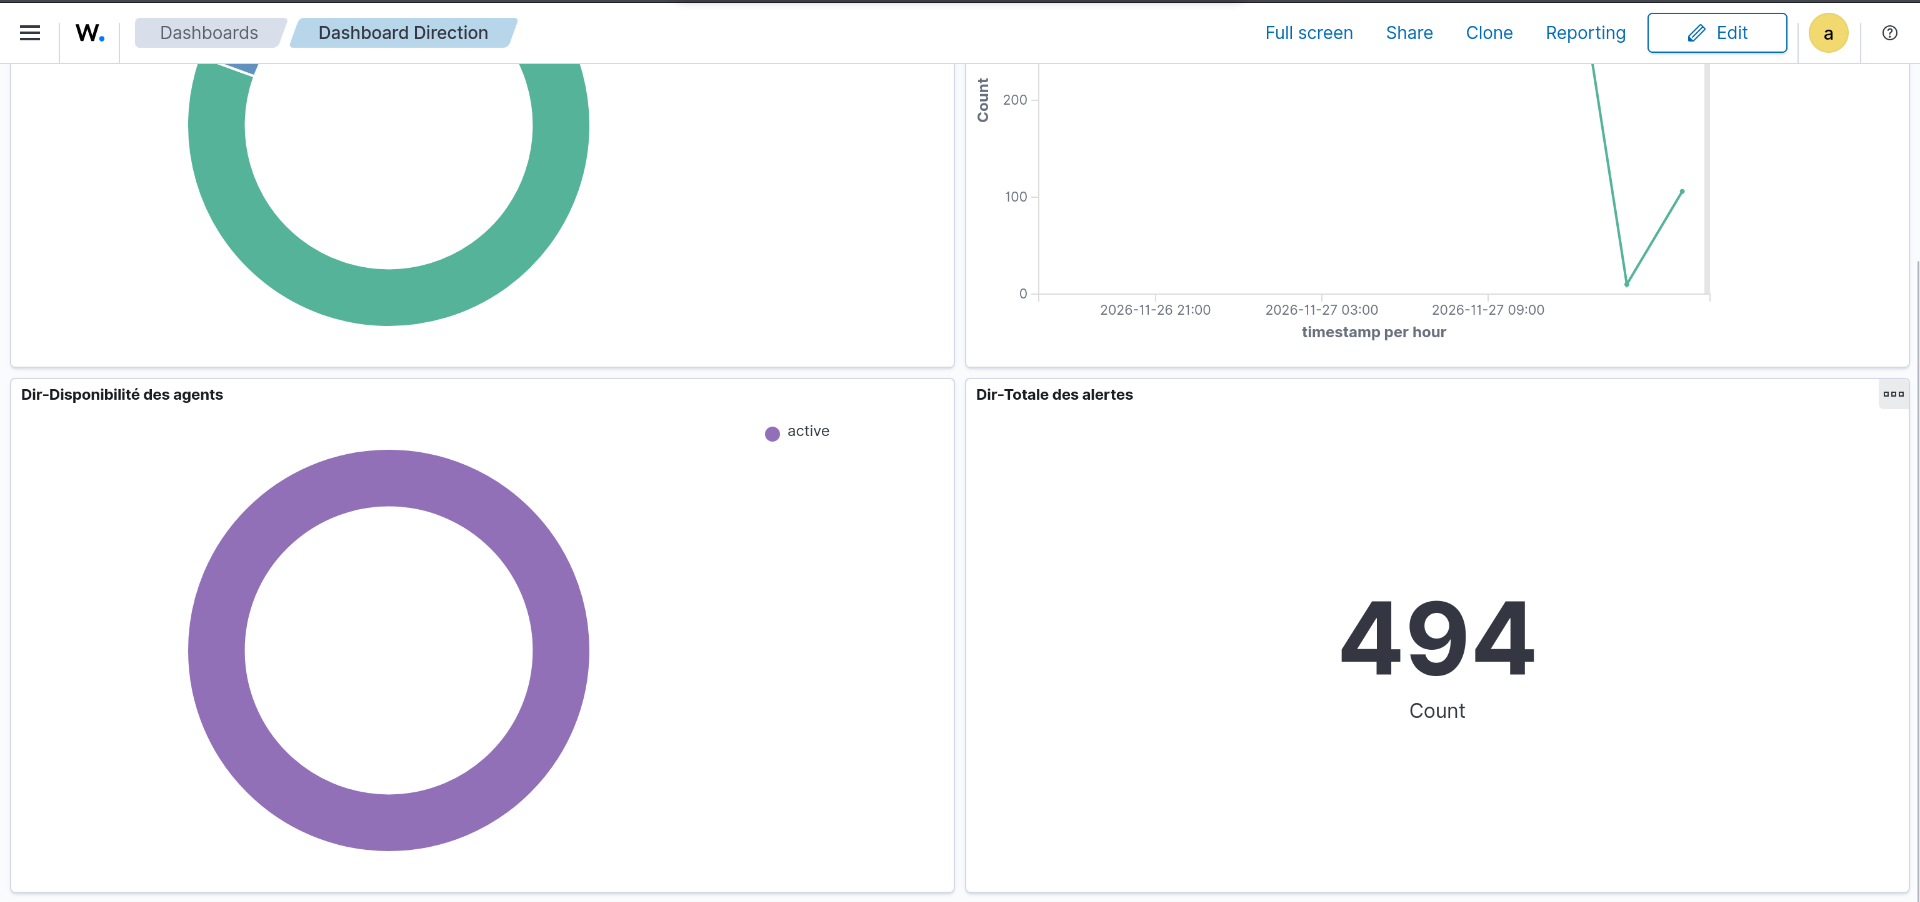 W.
Dashboards
Dashboard Direction
Full screen
Share
Clone
Reporting
Edit
a
Count
200
100
0
2026-11-26 21:00
2026-11-27 03:00
2026-11-27 09:00
timestamp per hour
Dir-Disponibilité des agents
active
Dir-Totale des alertes
494
Count